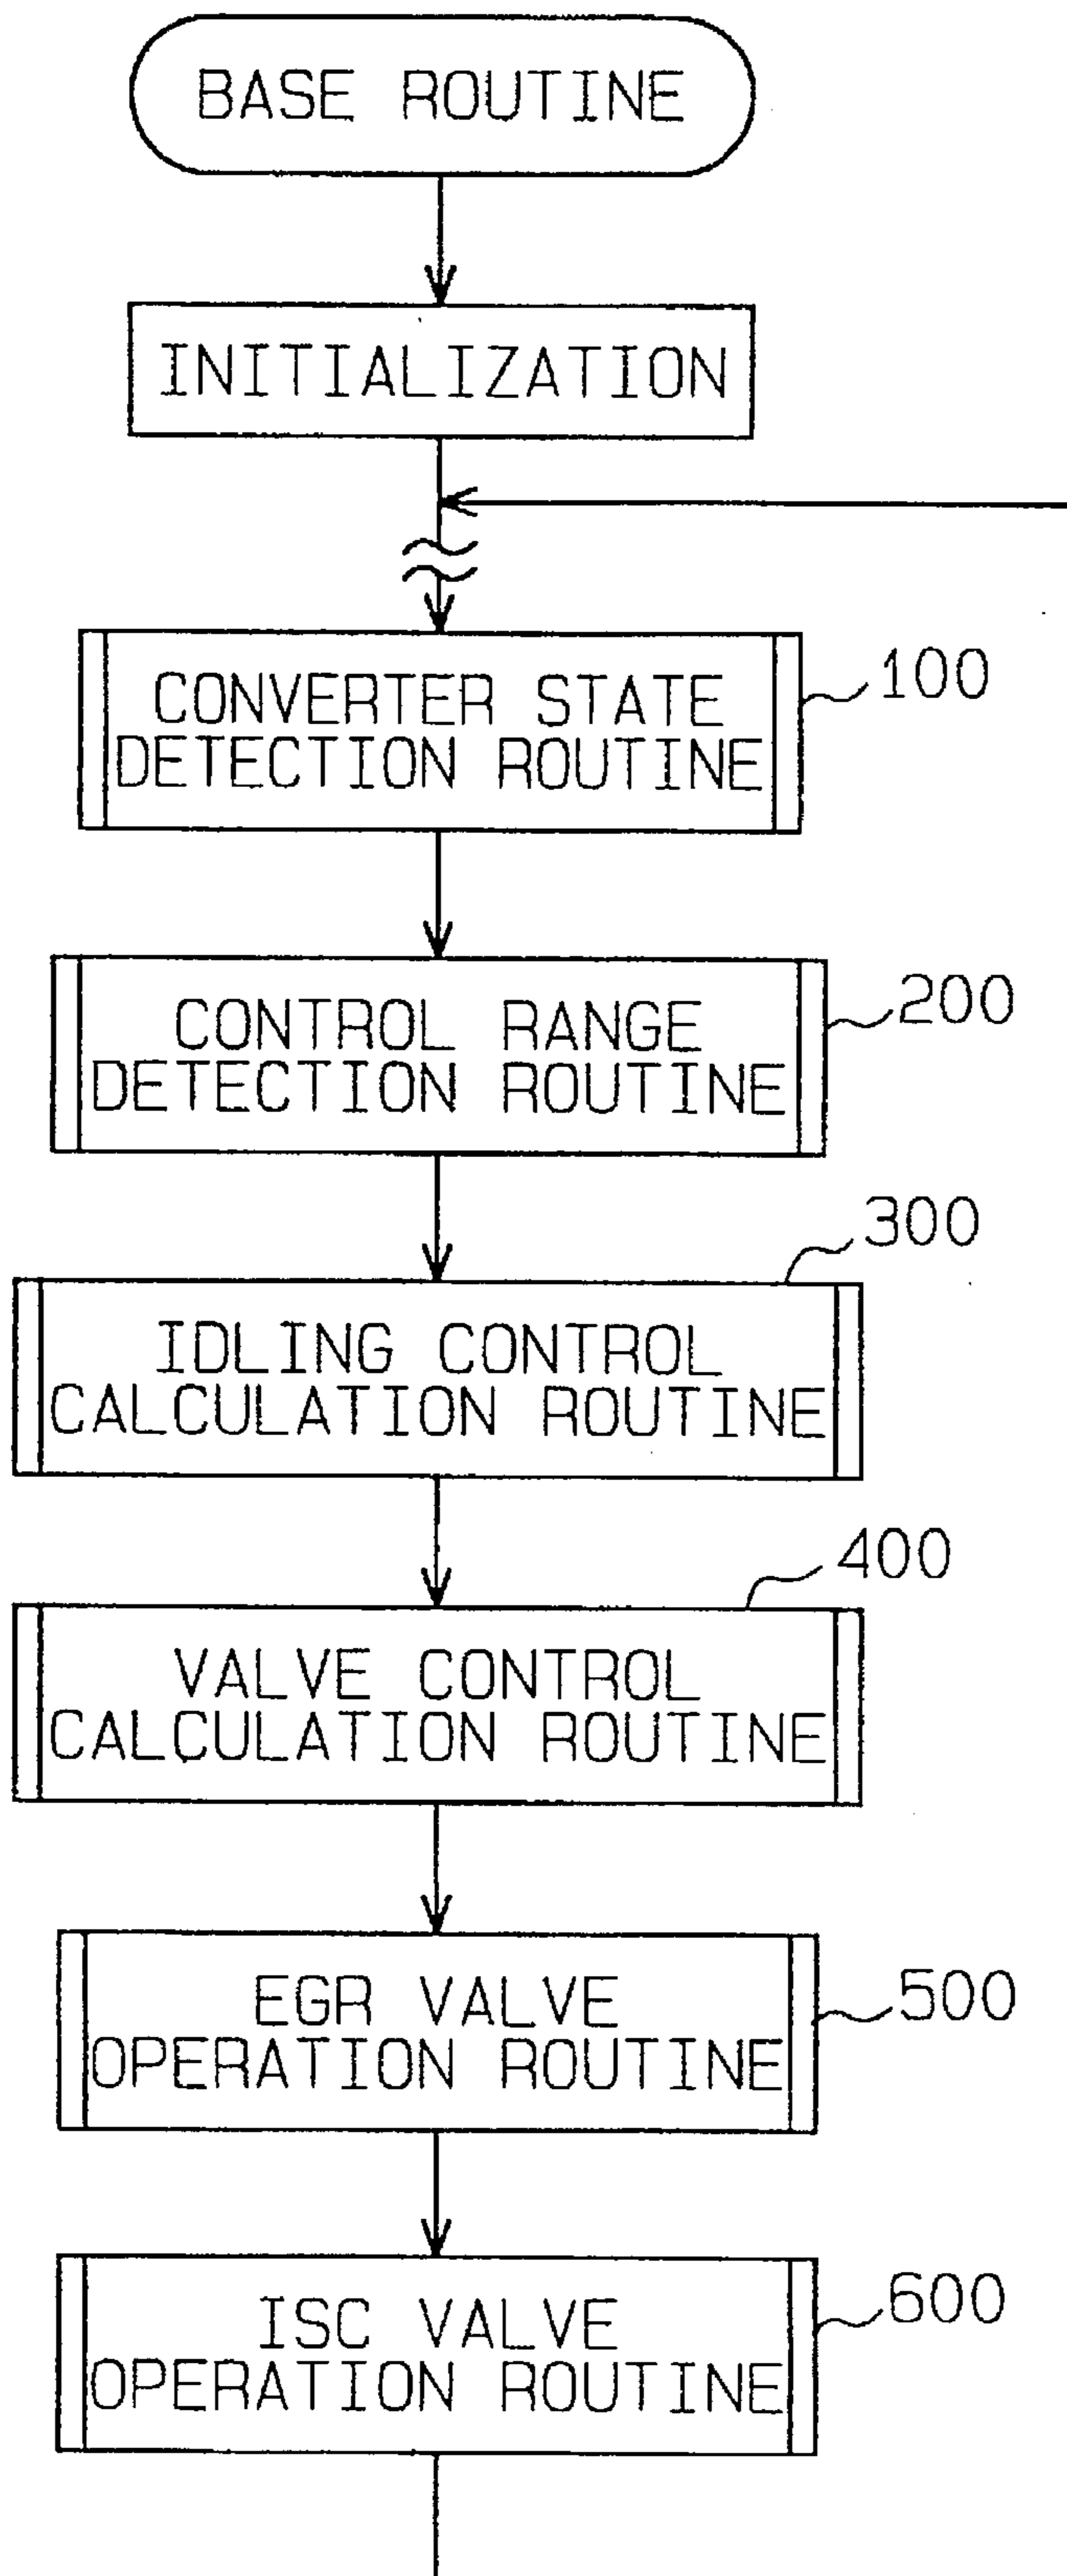 BASE ROUTINE
INITIALIZATION
CONVERTER STATE
DETECTION ROUTINE
100
CONTROL RANGE
DETECTION ROUTINE
200
300
IDLING CONTROL
CALCULATION ROUTINE
400
VALVE CONTROL
CALCULATION ROUTINE
EGR VALVE
OPERATION ROUTINE
500
ISC VALVE
OPERATION ROUTINE
600